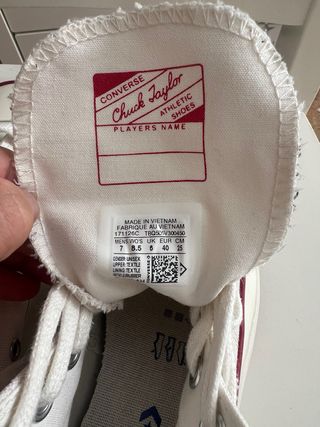 CONVERSE
Chuck Taylor
ATHLETIC
SHOES
PLAYERS NAME
MADE IN VIETNAM
FABRIQUE AU VIETNAM
171126C
MENS WO'S UK EUR CM
7 8.5 6 40 25
GENDER: UNISEX
UPPER: TEXTILE
LINING: TEXTILE